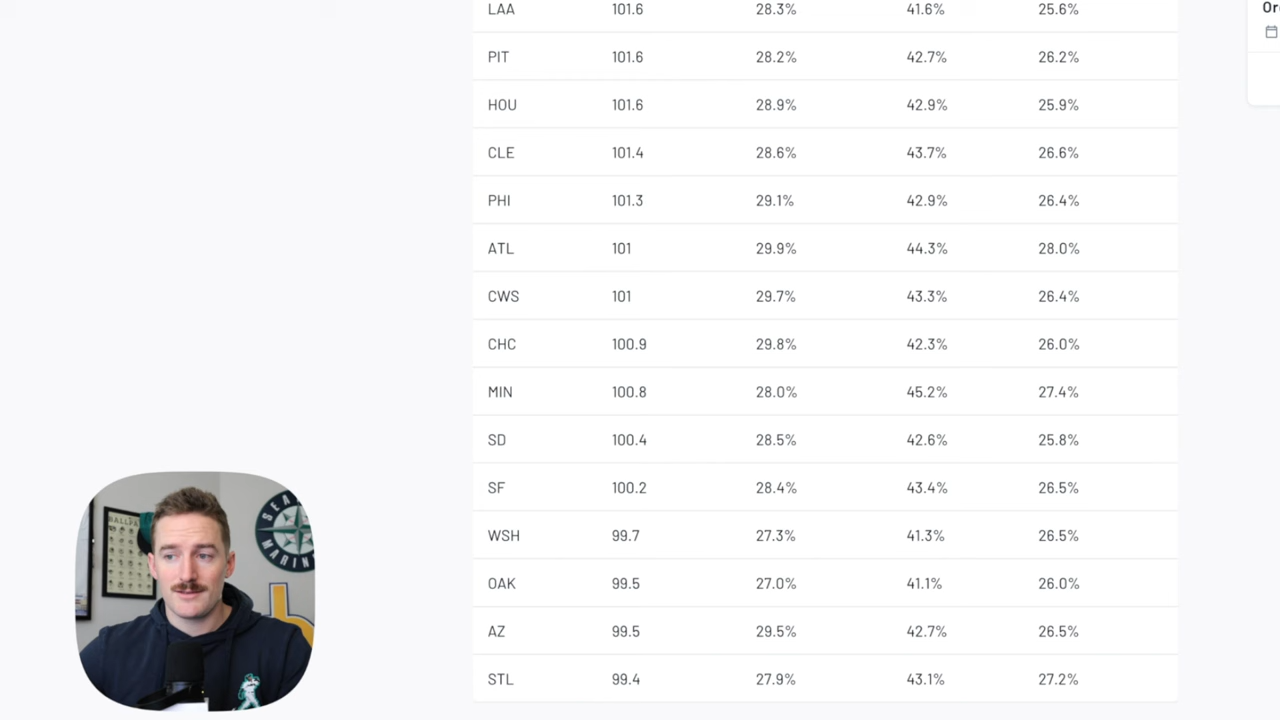 LAA 101.6 28.3% 41.6% 25.6%
PIT 101.6 28.2% 42.7% 26.2%
HOU 101.6 28.9% 42.9% 25.9%
CLE 101.4 28.6% 43.7% 26.6%
PHI 101.3 29.1% 42.9% 26.4%
ATL 101 29.9% 44.3% 28.0%
CWS 101 29.7% 43.3% 26.4%
CHC 100.9 29.8% 42.3% 26.0%
MIN 100.8 28.0% 45.2% 27.4%
SD 100.4 28.5% 42.6% 25.8%
SF 100.2 28.4% 43.4% 26.5%
WSH 99.7 27.3% 41.3% 26.5%
OAK 99.5 27.0% 41.1% 26.0%
AZ 99.5 29.5% 42.7% 26.5%
STL 99.4 27.9% 43.1% 27.2%
Or
BALLPA
SEA
MARIN